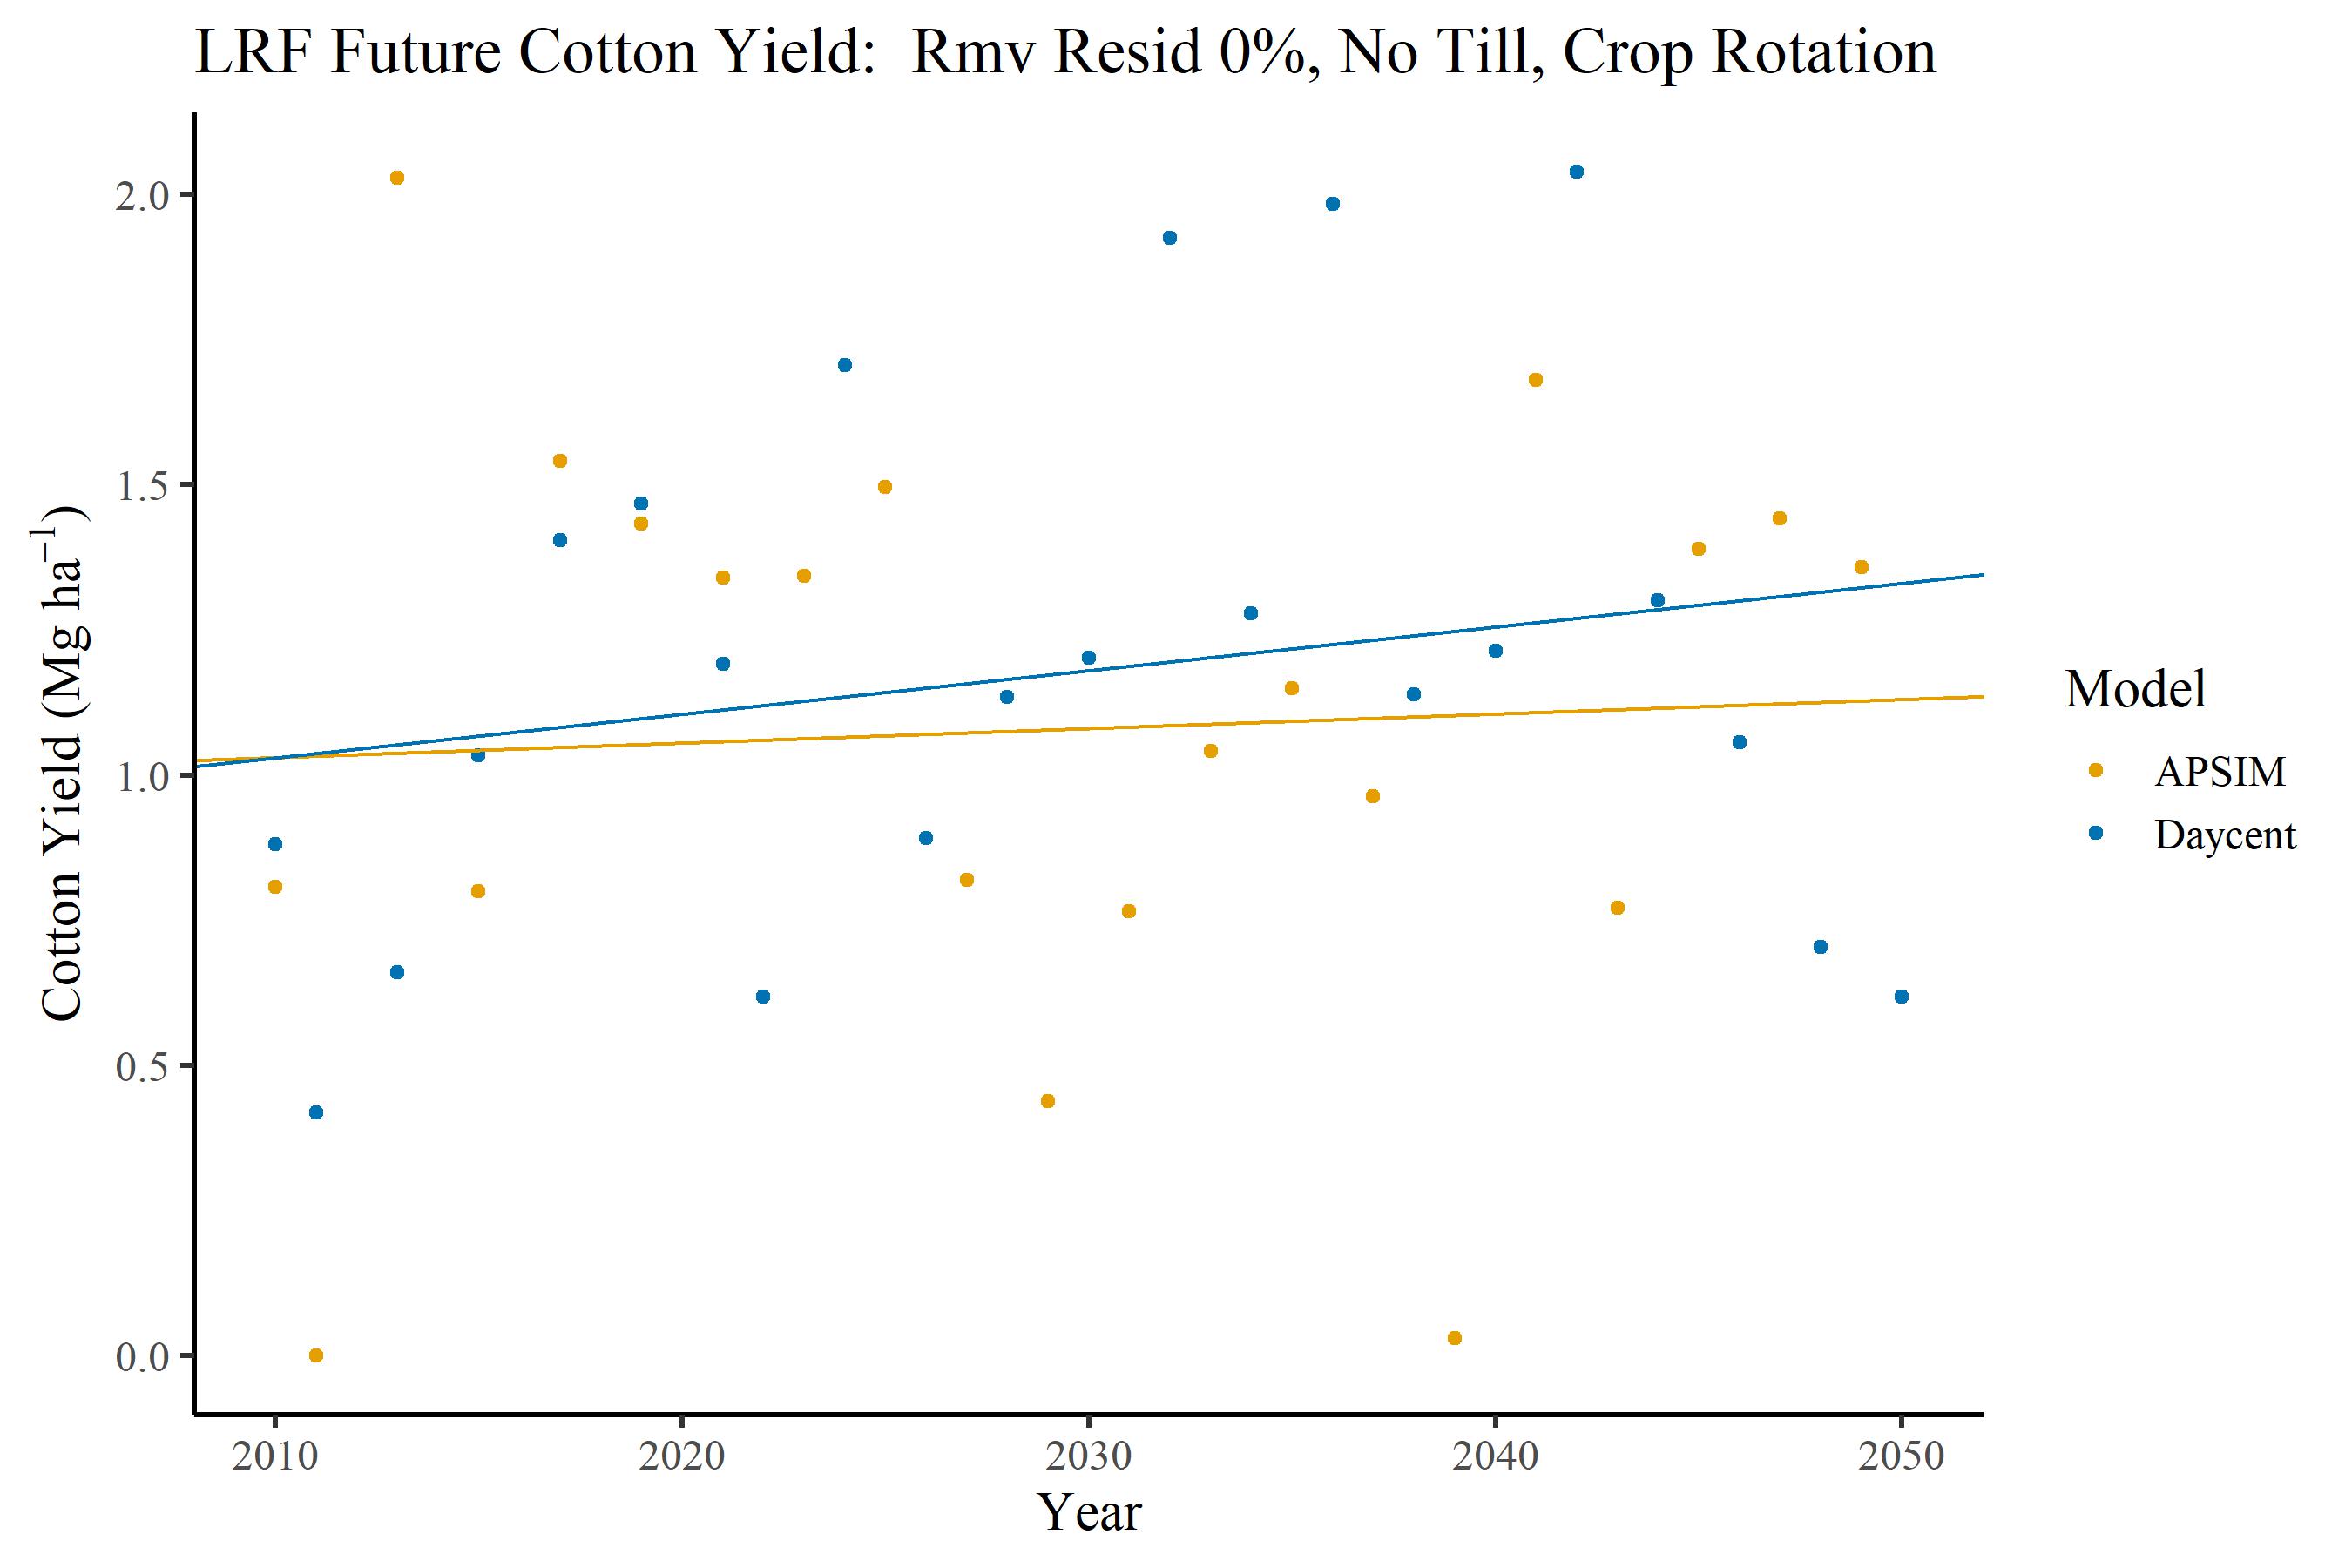 LRF Future Cotton Yield:  Rmv Resid 0%, No Till, Crop Rotation
Cotton Yield (Mg ha⁻¹)
2.0
1.5
1.0
0.5
0.0
2010 2020 2030 2040 2050
Year
Model
APSIM
Daycent